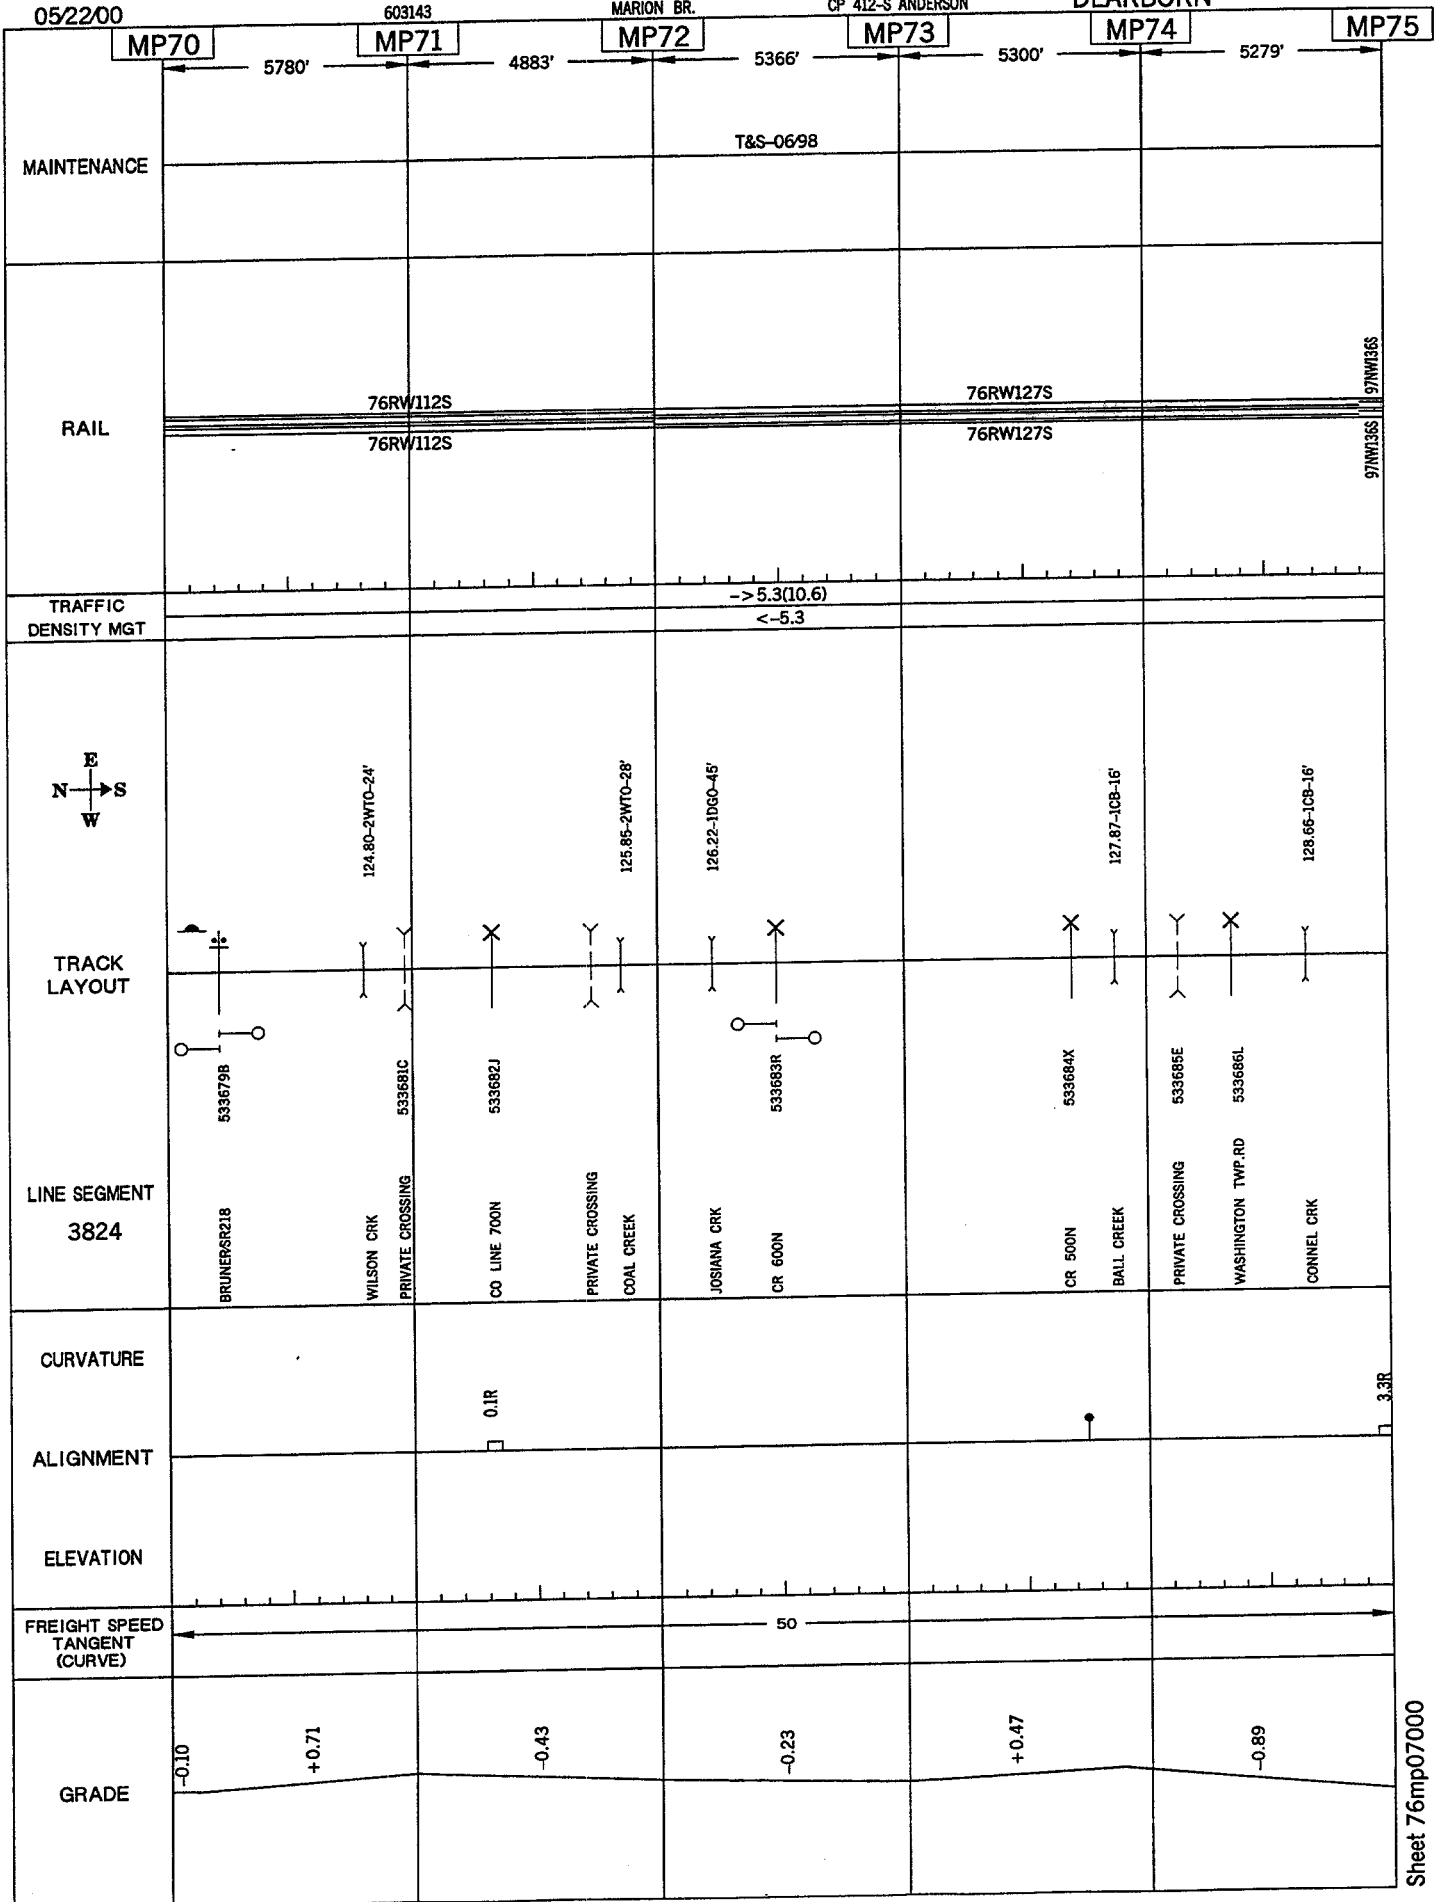 05/22/00
603143
MARION BR.
CP 412-S ANDERSON
DEARBORN
MP70
MP71
MP72
MP73
MP74
MP75
5780'
4883'
5366'
5300'
5279'
MAINTENANCE
T&S-06/98
RAIL
76RW112S
76RW112S
76RW127S
76RW127S
97NW136S
97NW136S
TRAFFIC
DENSITY MGT
->5.3(10.6)
<-5.3
E
N S
W
124.80-2WTO-24'
125.85-2WTO-28'
126.22-1DGO-45'
127.87-1CB-16'
128.66-1CB-16'
TRACK
LAYOUT
533679B
533681C
533682J
533683R
533684X
533685E
533686L
LINE SEGMENT
3824
BRUNER/SR218
WILSON CRK
PRIVATE CROSSING
CO LINE 700N
PRIVATE CROSSING
COAL CREEK
JOSIANA CRK
CR 600N
CR 500N
BALL CREEK
PRIVATE CROSSING
WASHINGTON TWP.RD
CONNEL CRK
CURVATURE
0.1R
3.3R
ALIGNMENT
ELEVATION
FREIGHT SPEED
TANGENT
(CURVE)
50
GRADE
-0.10
+0.71
-0.43
-0.23
+0.47
-0.89
Sheet 76mp07000